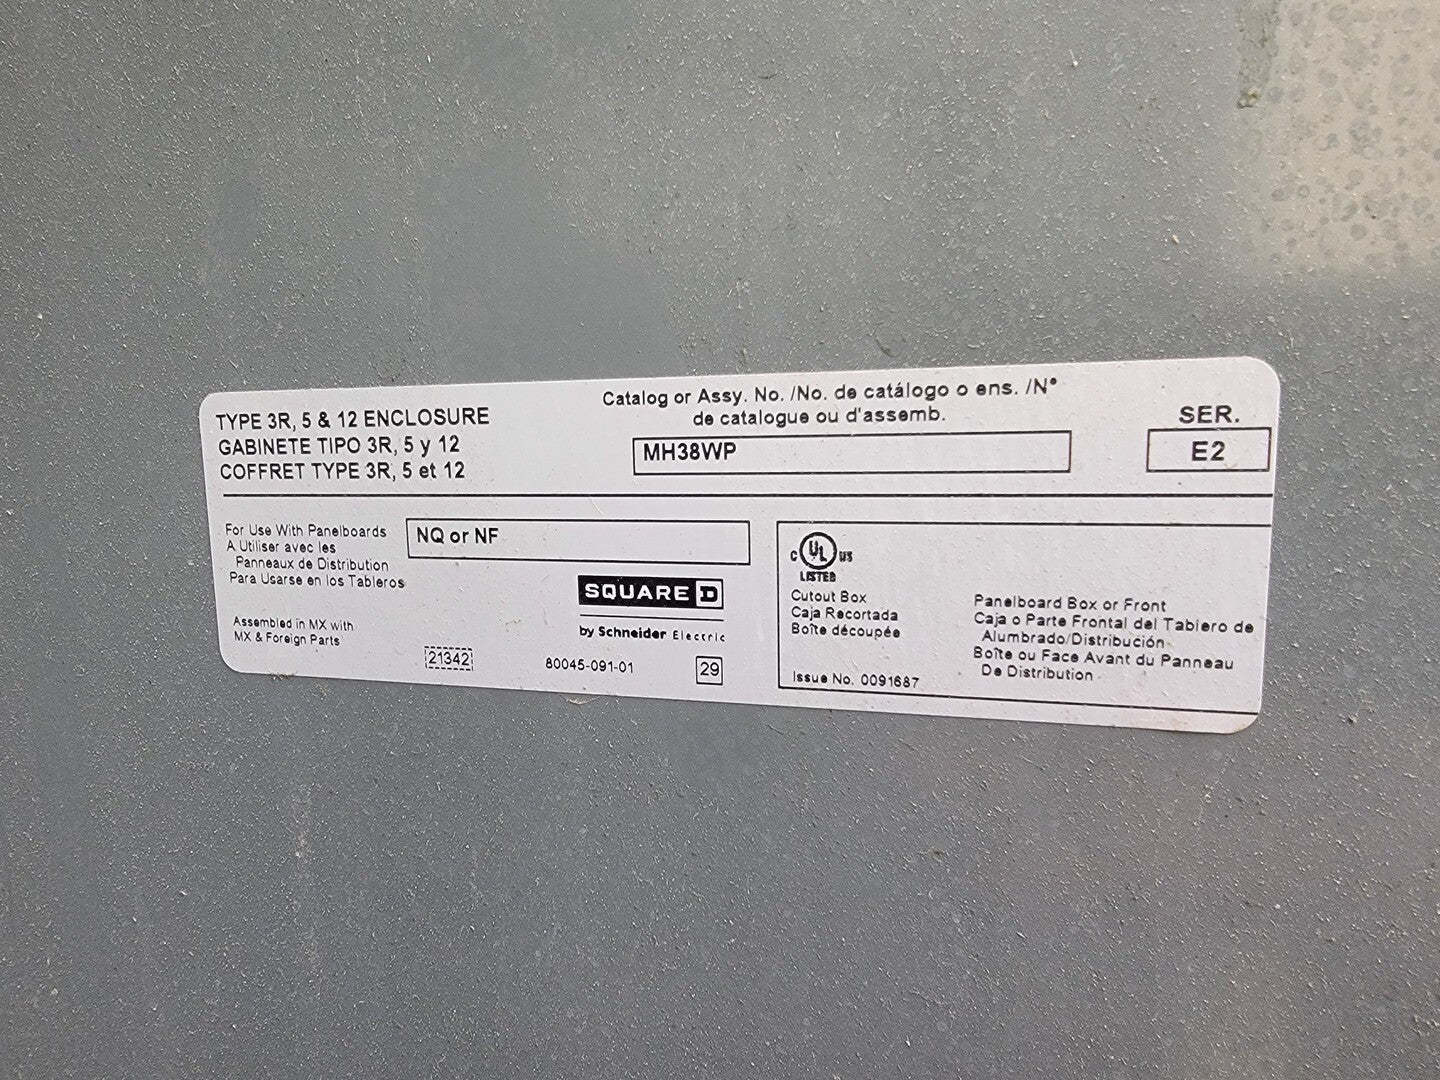 TYPE 3R, 5 & 12 ENCLOSURE
GABINETE TIPO 3R, 5 y 12
COFFRET TYPE 3R, 5 et 12
Catalog or Assy. No. /No. de catálogo o ens. /N°
de catalogue ou d'assemb.
MH38WP
SER.
E2
For Use With Panelboards
A Utiliser avec les
Panneaux de Distribution
Para Usarse en los Tableros
NQ or NF
SQUARE D
by Schneider Electric
Assembled in MX with
MX & Foreign Parts
21342
80045-091-01
29
C UL US
LISTED
Cutout Box
Caja Racortada
Boîte découpée
Issue No. 0091687
Panelboard Box or Front
Caja o Parte Frontal del Tablero de
Alumbrado/Distribución
Boîte ou Face Avant du Panneau
De Distribution